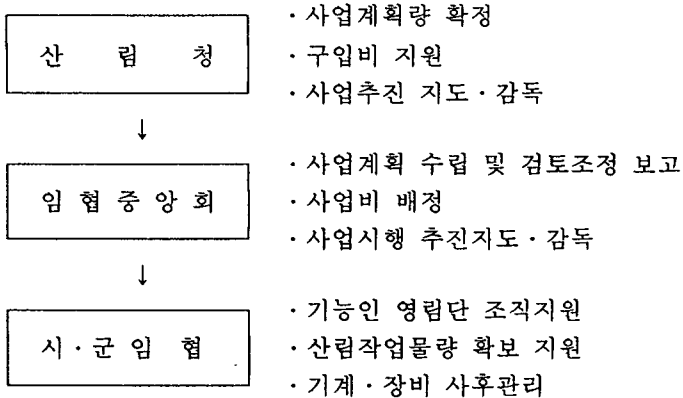 산 림 청
· 사업계획량 확정
· 구입비 지원
· 사업추진 지도 · 감독
↓
임 협 중 앙 회
· 사업계획 수립 및 검토조정 보고
· 사업비 배정
· 사업시행 추진지도 · 감독
↓
시 · 군 임 협
· 기능인 영림단 조직지원
· 산림작업물량 확보 지원
· 기계 · 장비 사후관리